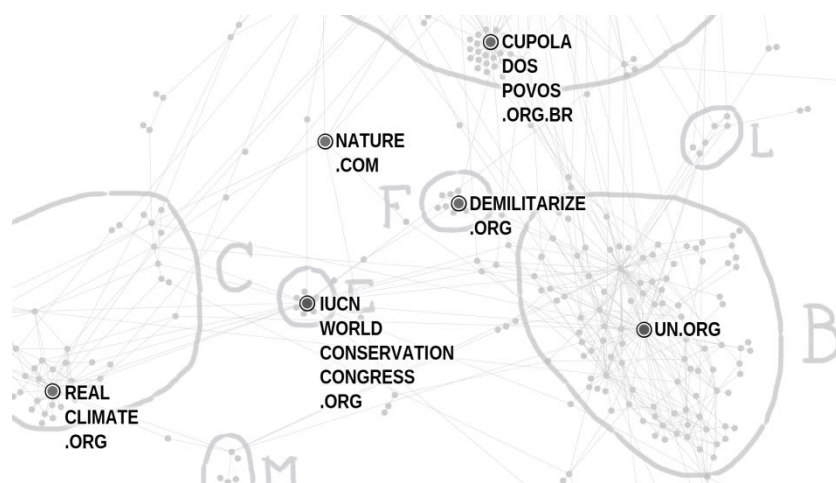 CUPOLA
DOS
POVOS
.ORG.BR
NATURE
.COM
L
F
DEMILITARIZE
.ORG
C
E
IUCN
WORLD
CONSERVATION
CONGRESS
.ORG
UN.ORG
B
REAL
CLIMATE
.ORG
M